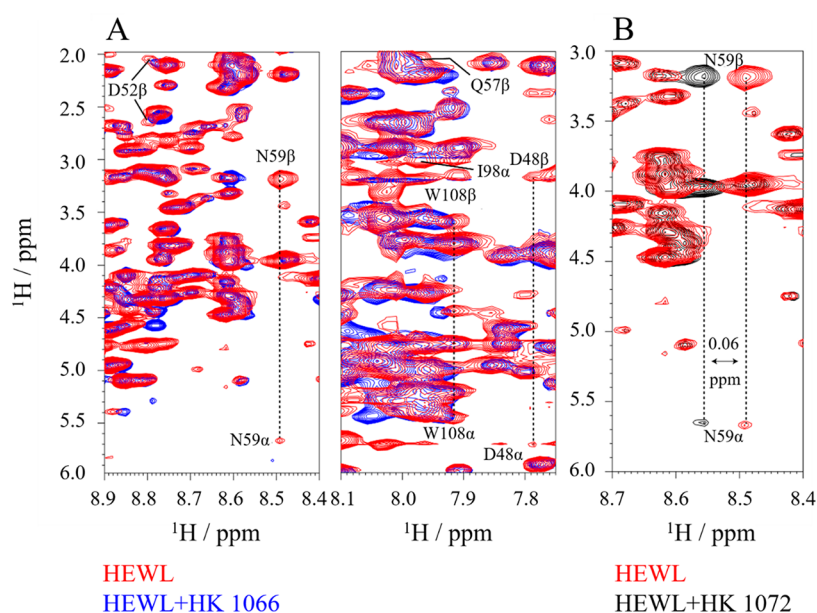 A
B
2.0
2.5
3.0
3.5
4.0
4.5
5.0
5.5
6.0
¹H / ppm
D52β
N59β
N59α
8.9 8.8 8.7 8.6 8.5 8.4
¹H / ppm
Q57β
I98α
D48β
W108β
W108α
D48α
8.1 8.0 7.9 7.8
¹H / ppm
3.0
3.5
4.0
4.5
5.0
5.5
6.0
N59β
0.06
ppm
N59α
8.7 8.6 8.5 8.4
¹H / ppm
HEWL
HEWL+HK 1066
HEWL
HEWL+HK 1072